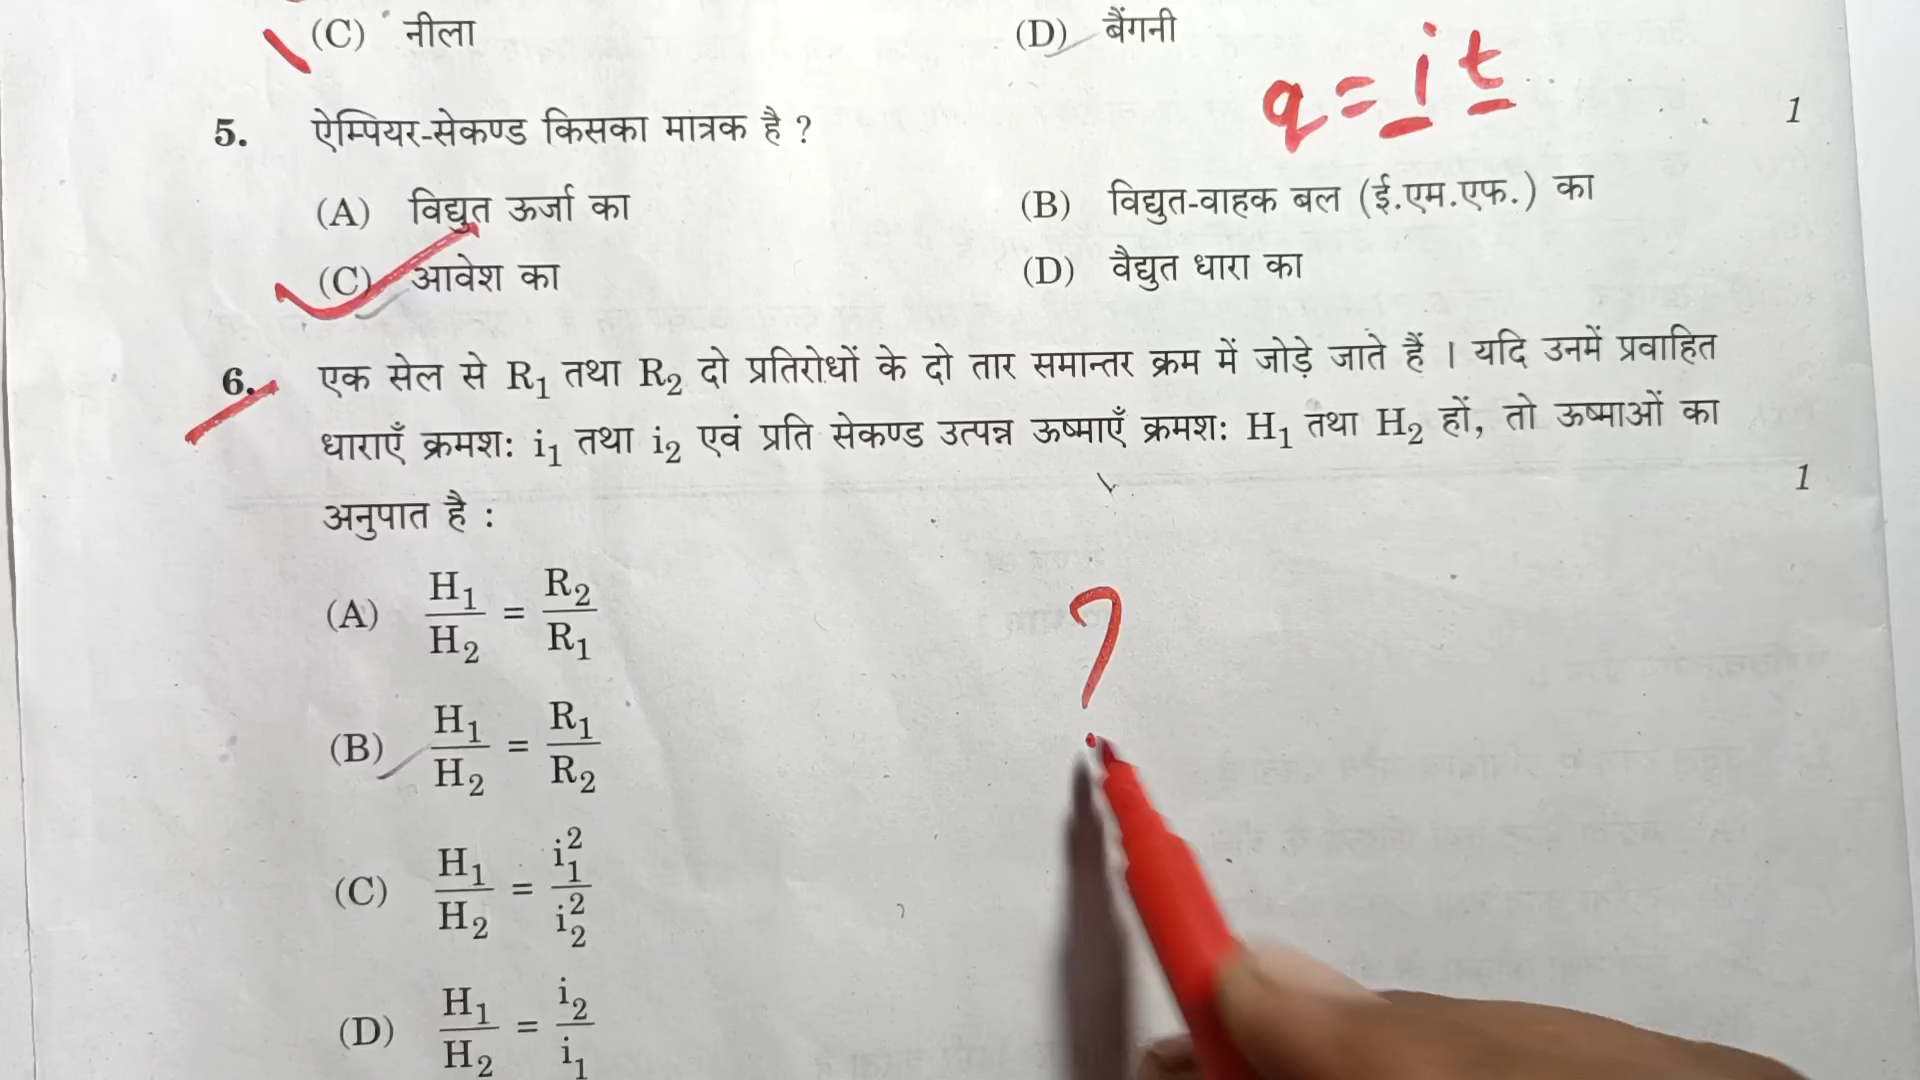 (C) नीला (D) बैंगनी
q = it
5. ऐम्पियर-सेकण्ड किसका मात्रक है ? 1
(A) विद्युत ऊर्जा का (B) विद्युत-वाहक बल (ई.एम.एफ.) का
(C) आवेश का (D) वैद्युत धारा का
6. एक सेल से R₁ तथा R₂ दो प्रतिरोधों के दो तार समान्तर क्रम में जोड़े जाते हैं । यदि उनमें प्रवाहित
धाराएँ क्रमशः i₁ तथा i₂ एवं प्रति सेकण्ड उत्पन्न ऊष्माएँ क्रमशः H₁ तथा H₂ हों, तो ऊष्माओं का
अनुपात है : 1
(A) H₁/H₂ = R₂/R₁
?
(B) H₁/H₂ = R₁/R₂
(C) H₁/H₂ = i₁²/i₂²
(D) H₁/H₂ = i₂/i₁